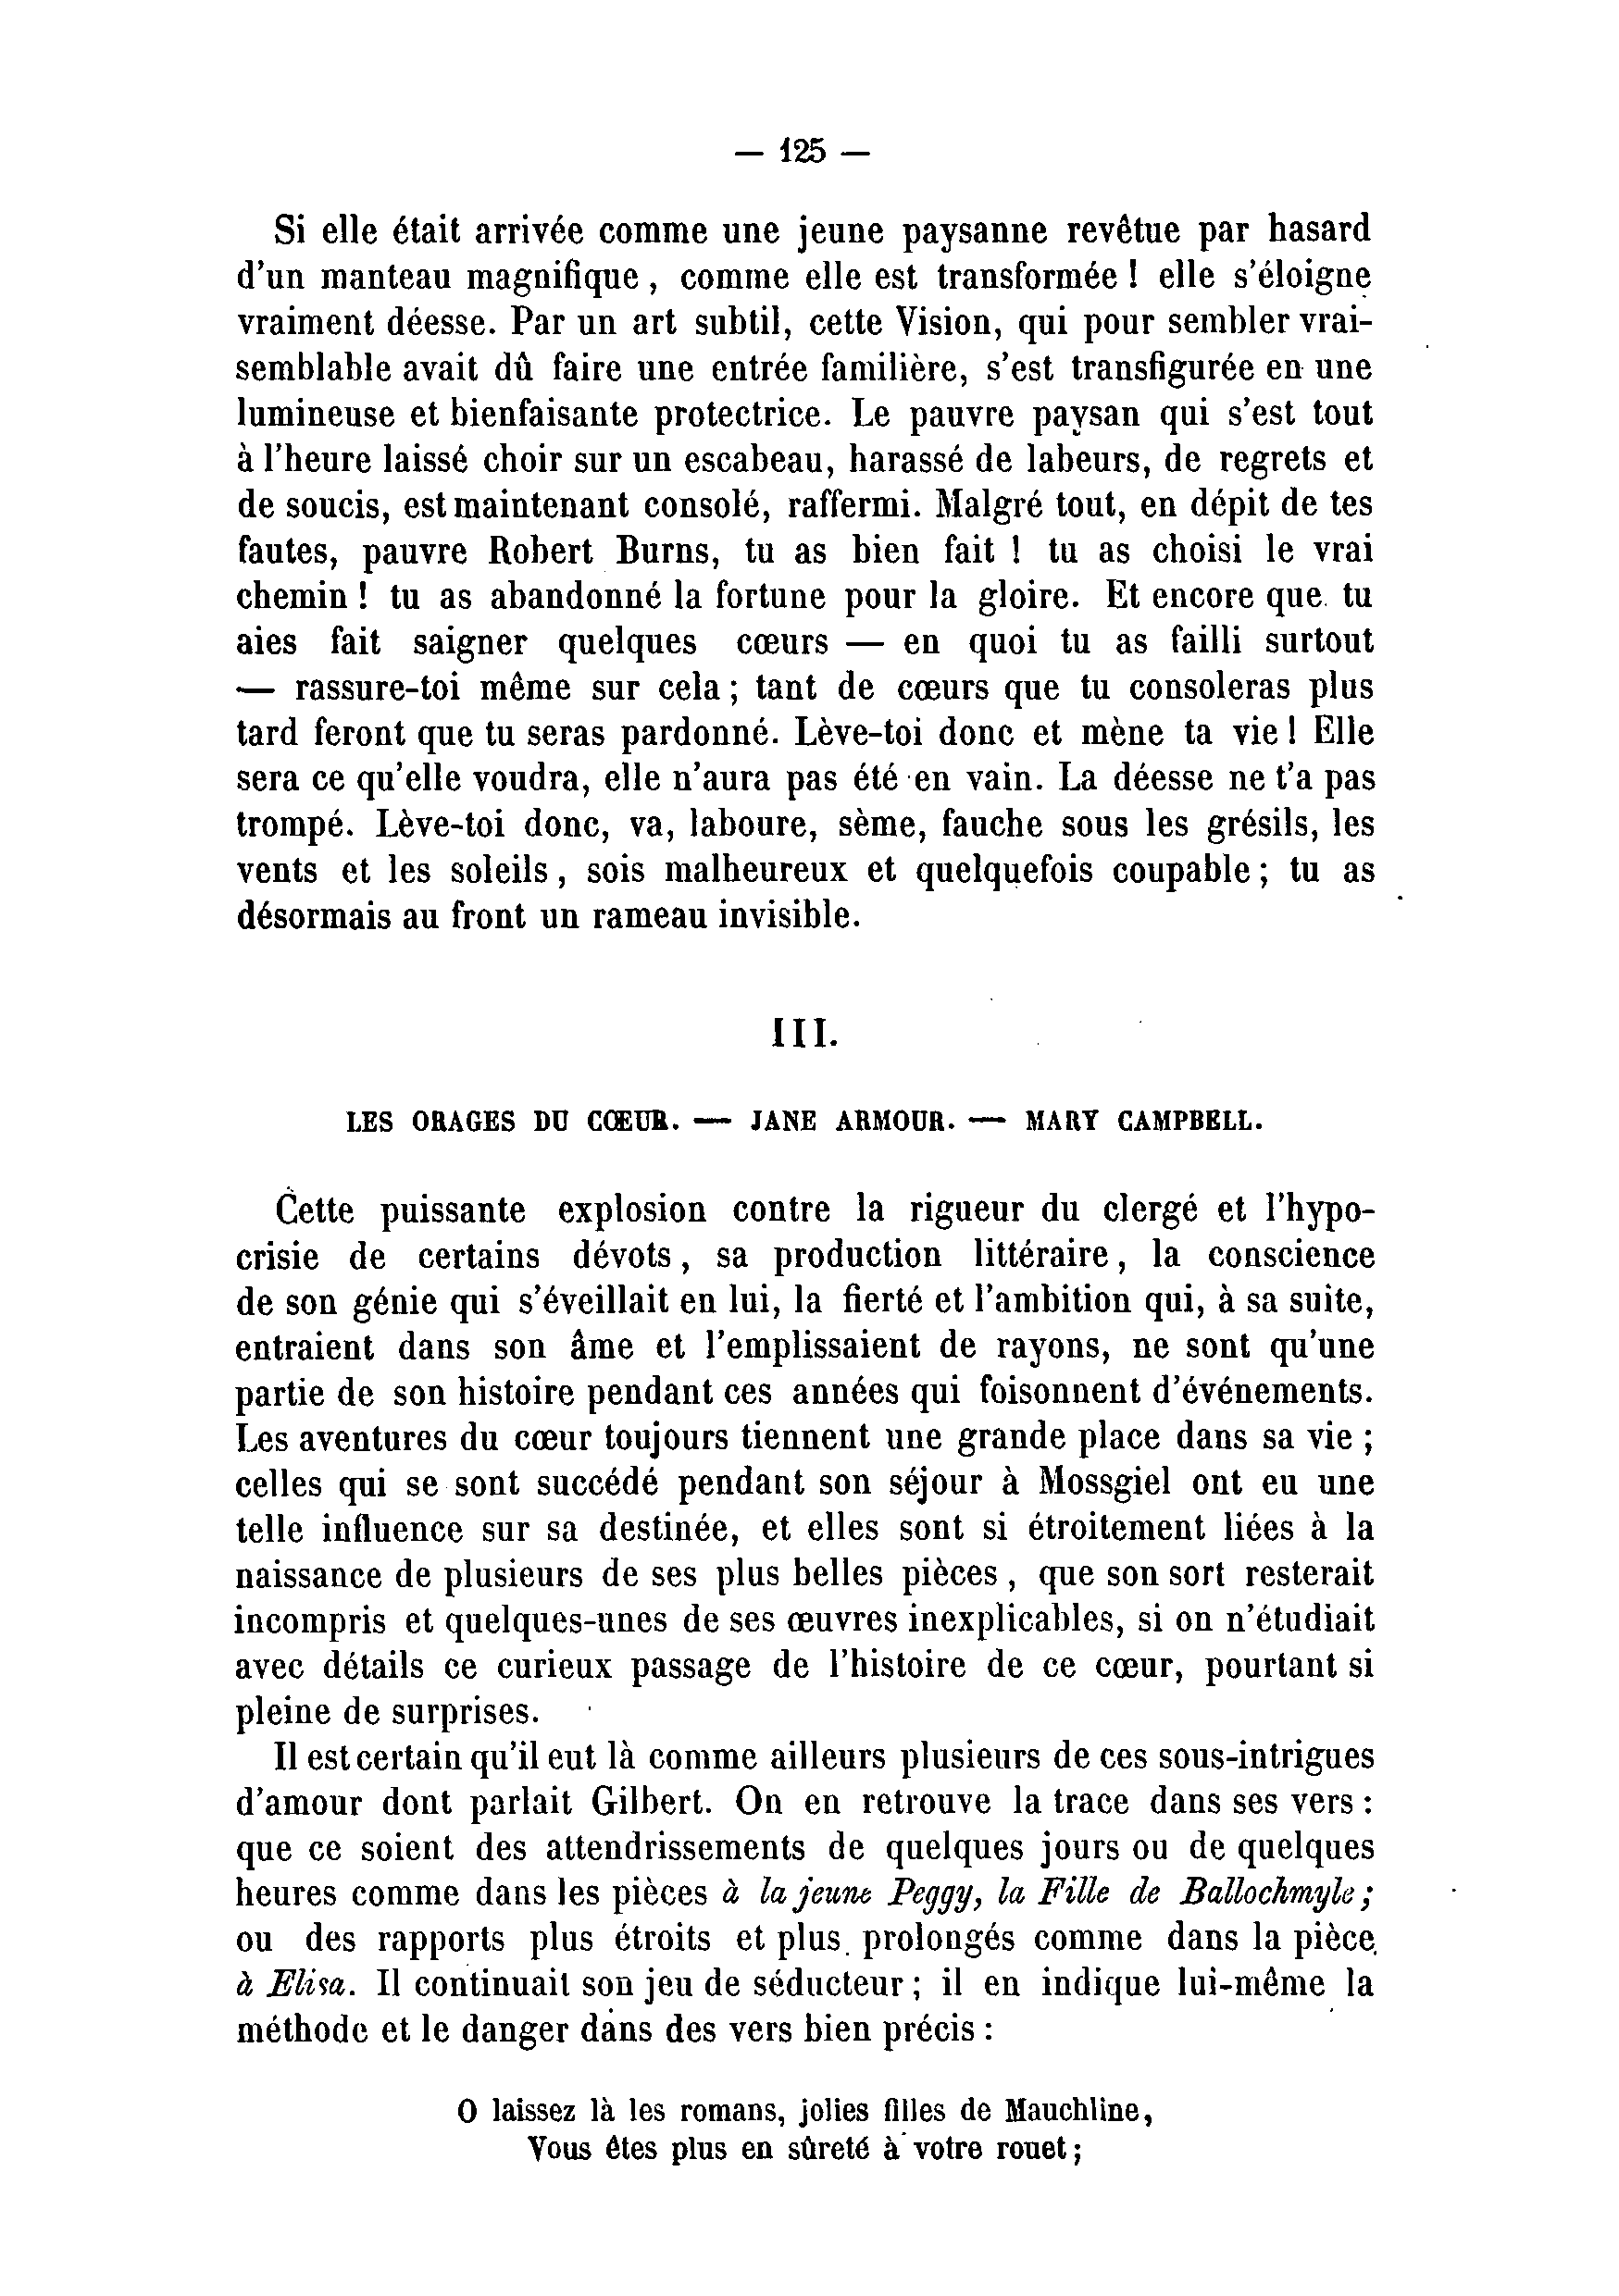 — 125 —
Si elle était arrivée comme une jeune paysanne revêtue par hasard
d'un manteau magnifique, comme elle est transformée ! elle s'éloigne
vraiment déesse. Par un art subtil, cette Vision, qui pour sembler vrai-
semblable avait dû faire une entrée familière, s'est transfigurée en une
lumineuse et bienfaisante protectrice. Le pauvre paysan qui s'est tout
à l'heure laissé choir sur un escabeau, harassé de labeurs, de regrets et
de soucis, est maintenant consolé, raffermi. Malgré tout, en dépit de tes
fautes, pauvre Robert Burns, tu as bien fait ! tu as choisi le vrai
chemin ! tu as abandonné la fortune pour la gloire. Et encore que tu
aies fait saigner quelques cœurs — en quoi tu as failli surtout
— rassure-toi même sur cela ; tant de cœurs que tu consoleras plus
tard feront que tu seras pardonné. Lève-toi donc et mène ta vie ! Elle
sera ce qu'elle voudra, elle n'aura pas été en vain. La déesse ne t'a pas
trompé. Lève-toi donc, va, laboure, sème, fauche sous les grésils, les
vents et les soleils, sois malheureux et quelquefois coupable ; tu as
désormais au front un rameau invisible.
III.
LES ORAGES DU CŒUR. — JANE ARMOUR. — MARY CAMPBELL.
Cette puissante explosion contre la rigueur du clergé et l'hypo-
crisie de certains dévots, sa production littéraire, la conscience
de son génie qui s'éveillait en lui, la fierté et l'ambition qui, à sa suite,
entraient dans son âme et l'emplissaient de rayons, ne sont qu'une
partie de son histoire pendant ces années qui foisonnent d'événements.
Les aventures du cœur toujours tiennent une grande place dans sa vie ;
celles qui se sont succédé pendant son séjour à Mossgiel ont eu une
telle influence sur sa destinée, et elles sont si étroitement liées à la
naissance de plusieurs de ses plus belles pièces, que son sort resterait
incompris et quelques-unes de ses œuvres inexplicables, si on n'étudiait
avec détails ce curieux passage de l'histoire de ce cœur, pourtant si
pleine de surprises.
Il est certain qu'il eut là comme ailleurs plusieurs de ces sous-intrigues
d'amour dont parlait Gilbert. On en retrouve la trace dans ses vers :
que ce soient des attendrissements de quelques jours ou de quelques
heures comme dans les pièces à la jeune Peggy, la Fille de Ballochmyle ;
ou des rapports plus étroits et plus prolongés comme dans la pièce
à Elisa. Il continuait son jeu de séducteur ; il en indique lui-même la
méthode et le danger dans des vers bien précis :
O laissez là les romans, jolies filles de Mauchline,
Vous êtes plus en sûreté à votre rouet ;